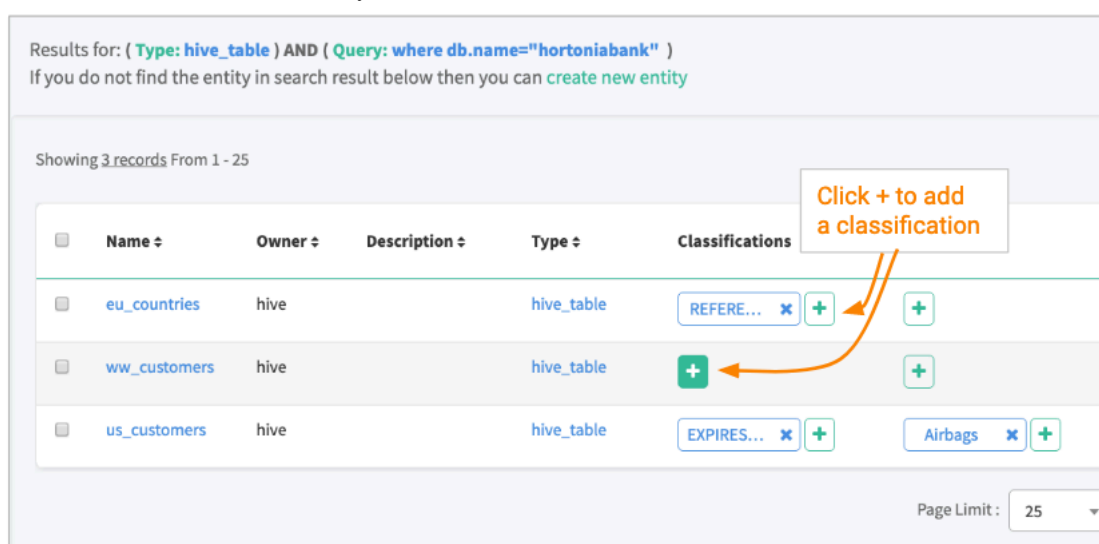 Results for: ( Type: hive_table ) AND ( Query: where db.name="hortoniabank" )
If you do not find the entity in search result below then you can create new entity
Showing 3 records From 1 - 25
Click + to add
a classification
Name Owner Description Type Classifications
eu_countries hive hive_table REFERE... × + +
ww_customers hive hive_table + +
us_customers hive hive_table EXPIRES... × + Airbags × +
Page Limit : 25